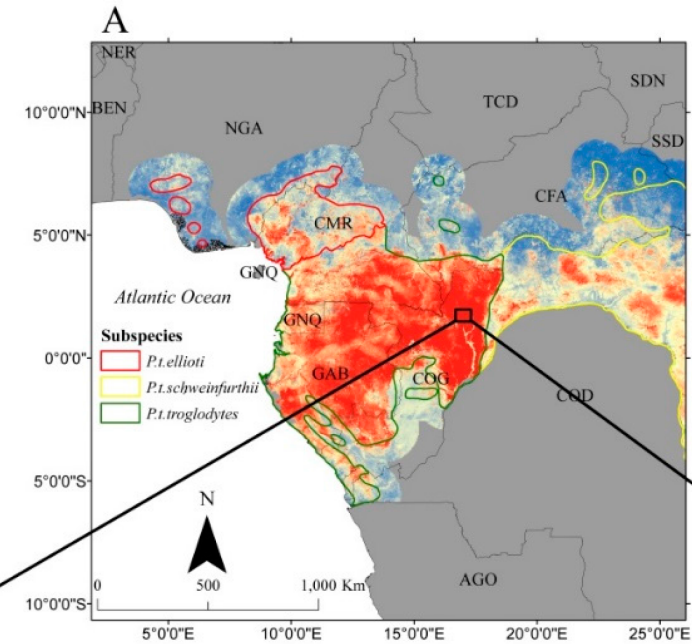 A
NER
SDN
BEN
TCD
10°0'0"N
NGA
SSD
CFA
CMR
5°0'0"N
GNQ
Atlantic Ocean
GNQ
Subspecies
0°0'0"
P.t.ellioti
GAB
COG
P.t.schweinfurthii
COD
P.t.troglodytes
5°0'0"S
N
0 500 1,000 Km
AGO
10°0'0"S
5°0'0"E 10°0'0"E 15°0'0"E 20°0'0"E 25°0'0"E